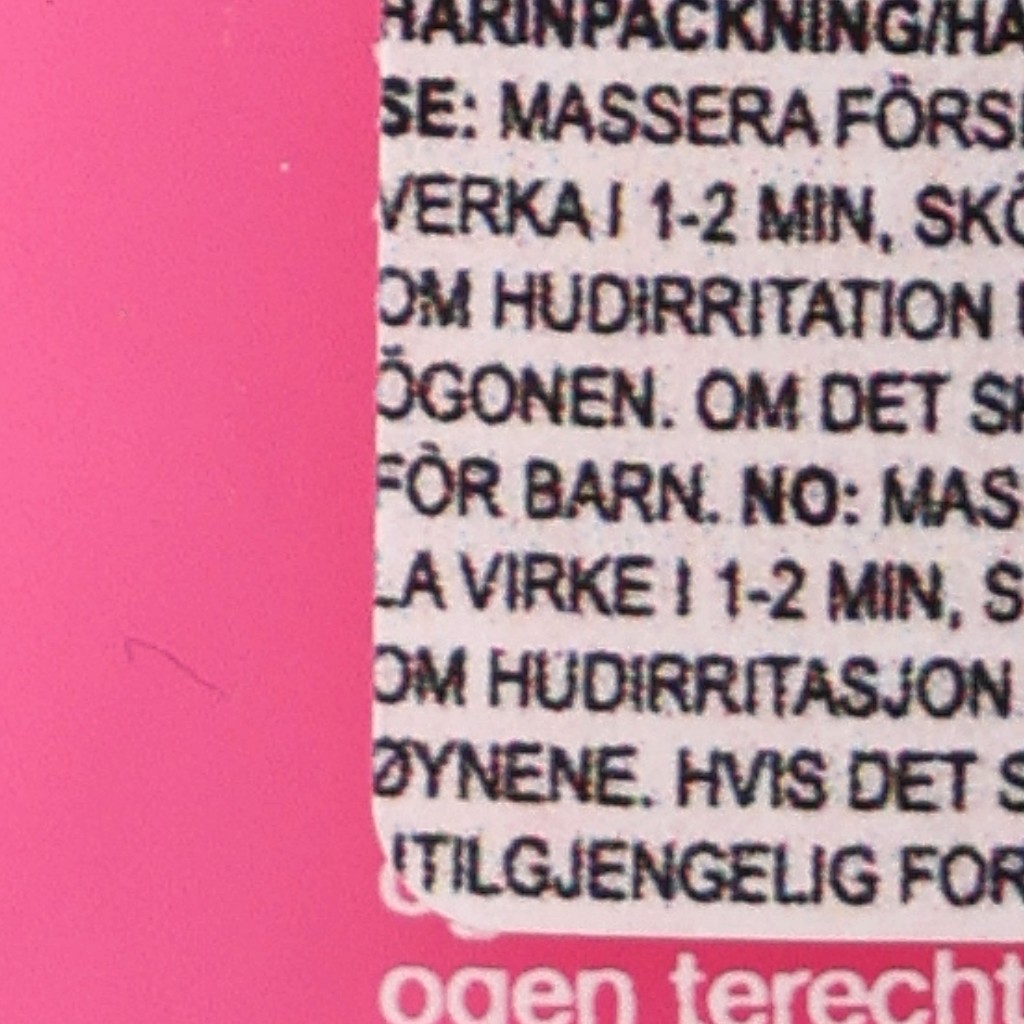 HÅRINPACKNING/HÅ
SE: MASSERA FÖRS
VERKA I 1-2 MIN, SKÖ
OM HUDIRRITATION
ÖGONEN. OM DET SK
FÖR BARN. NO: MAS
LA VIRKE I 1-2 MIN, S
OM HUDIRRITASJON
ØYNENE. HVIS DET S
UTILGJENGELIG FOR
ogen terecht